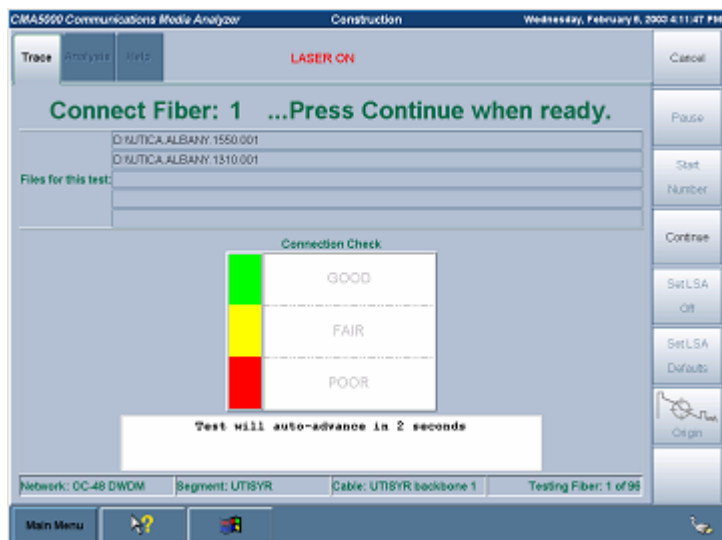 CMA5000 Communications Media Analyzer Construction Wednesday, February 6, 2003 4:11:47 PM
Trace Analysis Help LASER ON Cancel
Connect Fiber: 1 ...Press Continue when ready.
Pause
D:\UTICA.ALBANY.1550.001
D:\UTICA.ALBANY.1310.001
Files for this test:
Start
Number
Continue
Connection Check
GOOD
FAIR
POOR
Set LSA
Off
Set LSA
Defaults
Origin
Test will auto-advance in 2 seconds
Network: OC-48 DWDM Segment: UTISYR Cable: UTISYR backbone 1 Testing Fiber: 1 of 96
Main Menu